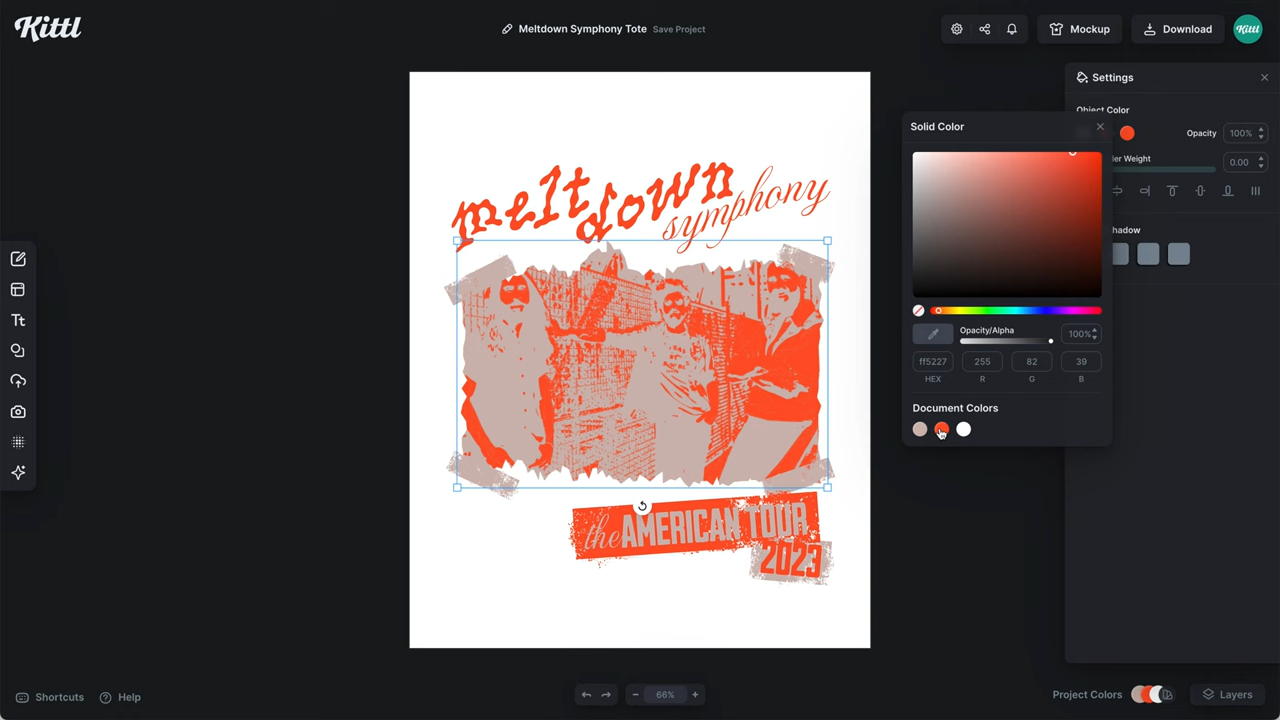 Kittl
Meltdown Symphony Tote Save Project
Mockup
Download
Kittl
Settings
Object Color
Opacity 100%
Solid Color
er Weight 0.00
meltdown
symphony
hadow
Opacity/Alpha
100%
ff5227 255 82 39
HEX R G B
Document Colors
the AMERICAN TOUR
2023
Tt
Shortcuts
Help
66%
Project Colors
Layers